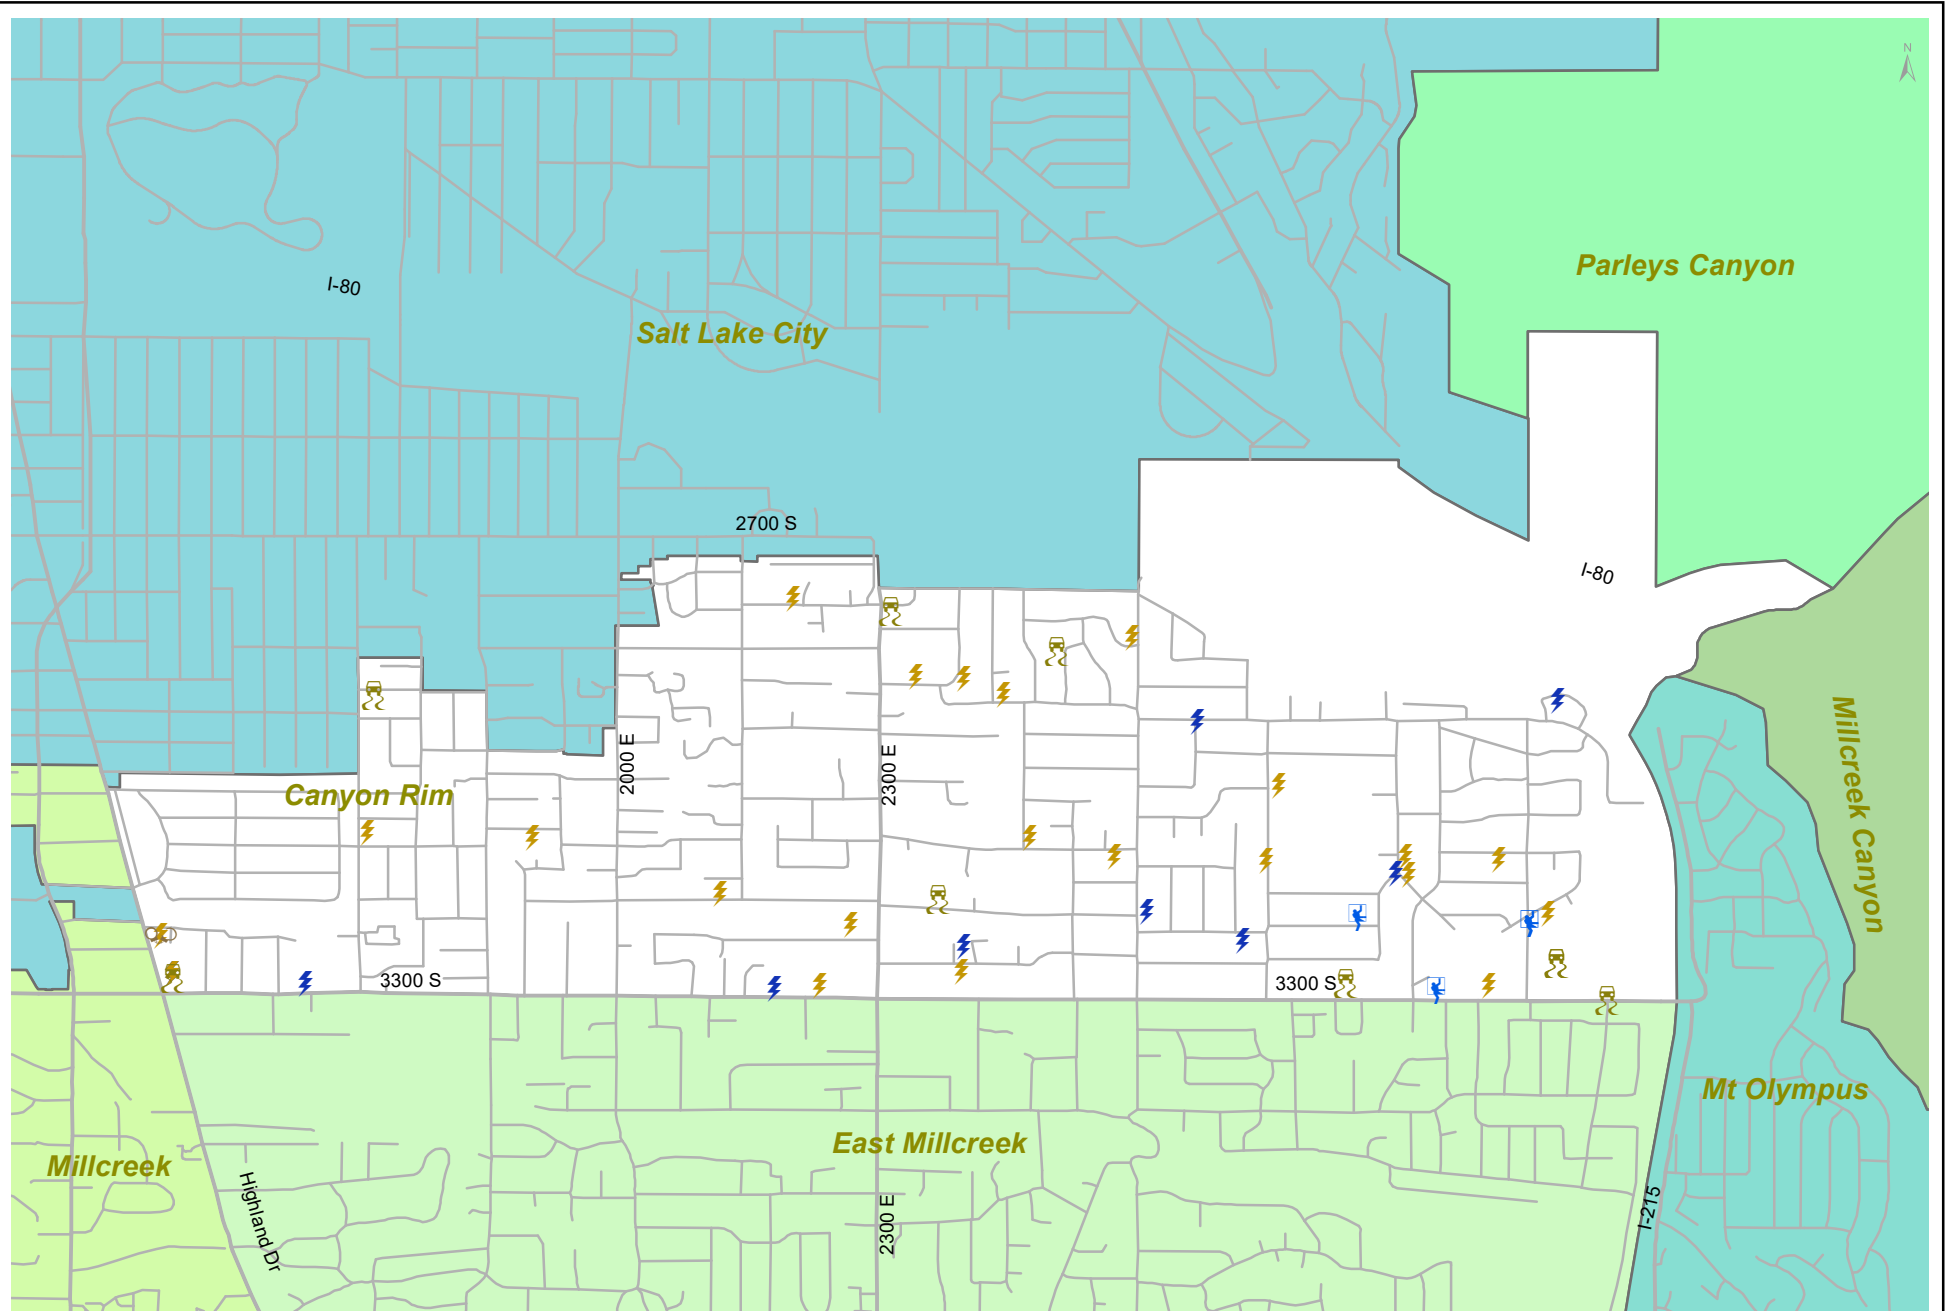 N
Parleys Canyon
I-80
Salt Lake City
2700 S
I-80
Millcreek Canyon
2000 E
2300 E
Canyon Rim
3300 S
3300 S
Mt Olympus
East Millcreek
Millcreek
Highland Dr
2300 E
I-215